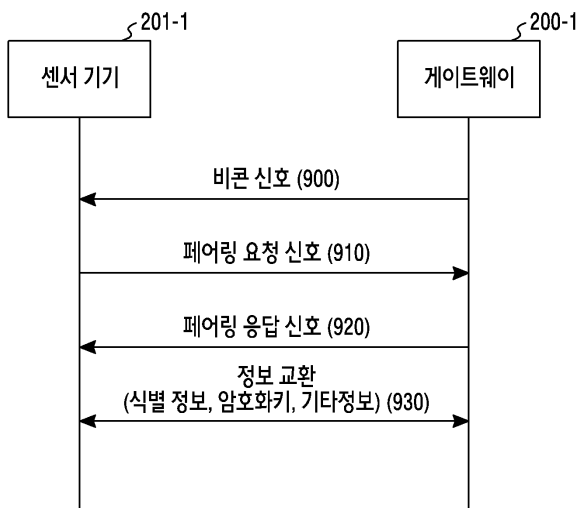 201-1
200-1
센서 기기
게이트웨이
비콘 신호 (900)
페어링 요청 신호 (910)
페어링 응답 신호 (920)
정보 교환
(식별 정보, 암호화키, 기타정보) (930)